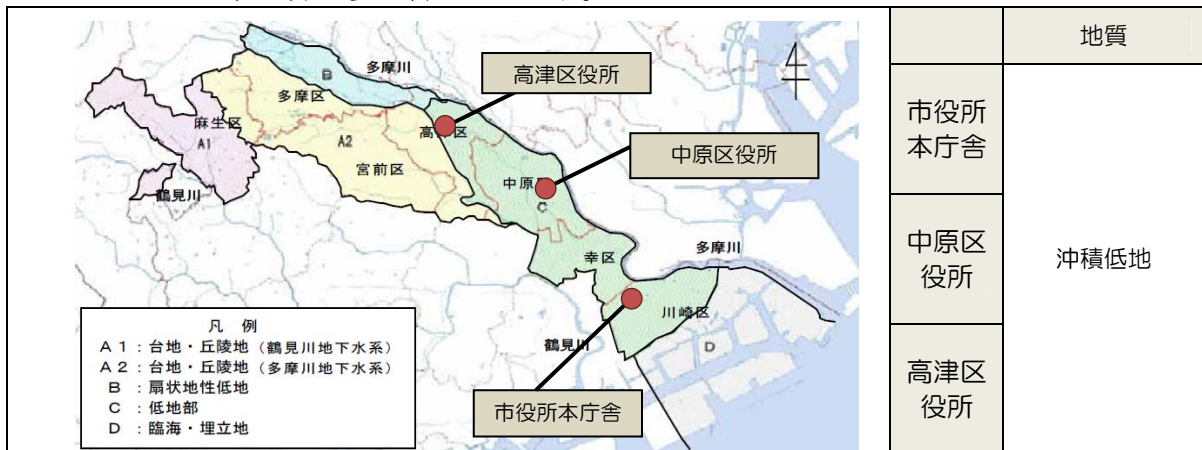 多摩川
高津区役所
B
多摩区
麻生区
A1
A2
高津区
中原区役所
宮前区
中原区
C
鶴見川
多摩川
幸区
川崎区
鶴見川
D
市役所本庁舎
凡 例
A1：台地・丘陵地（鶴見川地下水系）
A2：台地・丘陵地（多摩川地下水系）
B：扇状地性低地
C：低地部
D：臨海・埋立地
地質
市役所
本庁舎
中原区
役所
沖積低地
高津区
役所